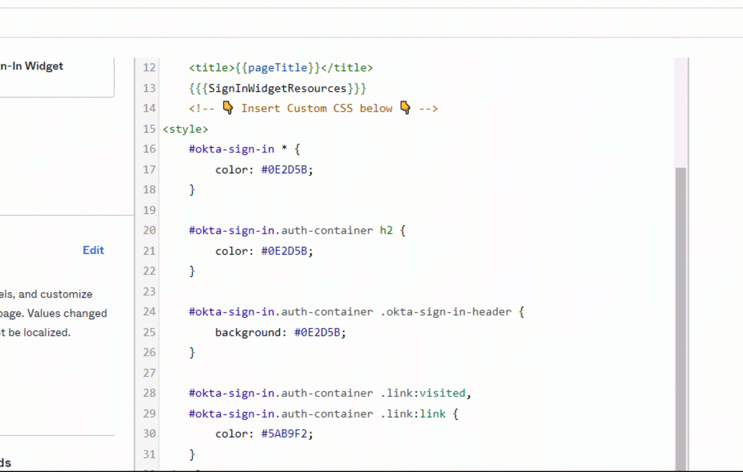 n-In Widget
Edit
els, and customize
page. Values changed
t be localized.
ds
12 <title>{{pageTitle}}</title>
13 {{{SignInWidgetResources}}}
14 <!-- 👇 Insert Custom CSS below 👇 -->
15 <style>
16 #okta-sign-in * {
17 color: #0E2D5B;
18 }
19
20 #okta-sign-in.auth-container h2 {
21 color: #0E2D5B;
22 }
23
24 #okta-sign-in.auth-container .okta-sign-in-header {
25 background: #0E2D5B;
26 }
27
28 #okta-sign-in.auth-container .link:visited,
29 #okta-sign-in.auth-container .link:link {
30 color: #5AB9F2;
31 }